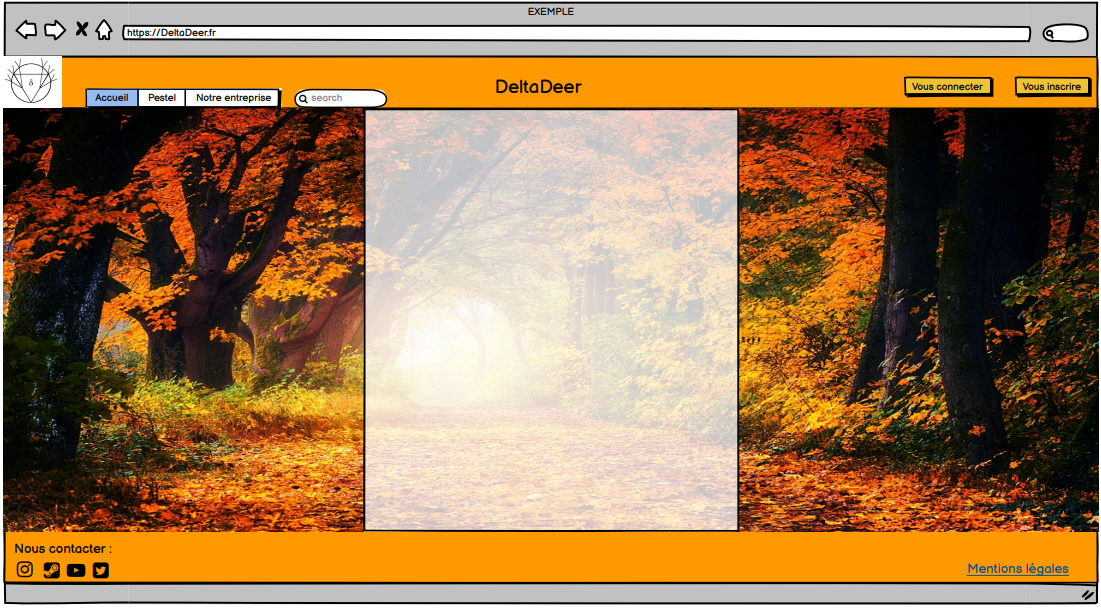 EXEMPLE
https://DeltaDeer.fr
δ
DeltaDeer
Accueil Pestel Notre entreprise search
Vous connecter Vous inscrire
Nous contacter :
Mentions légales